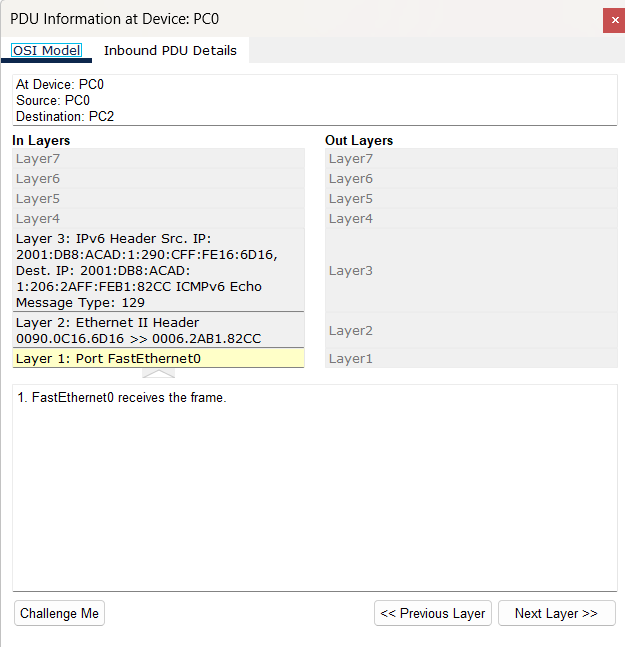 PDU Information at Device: PC0
×
OSI Model Inbound PDU Details
At Device: PC0
Source: PC0
Destination: PC2
In Layers
Layer7
Layer6
Layer5
Layer4
Layer 3: IPv6 Header Src. IP:
2001:DB8:ACAD:1:290:CFF:FE16:6D16,
Dest. IP: 2001:DB8:ACAD:
1:206:2AFF:FEB1:82CC ICMPv6 Echo
Message Type: 129
Layer 2: Ethernet II Header
0090.0C16.6D16 >> 0006.2AB1.82CC
Layer 1: Port FastEthernet0
Out Layers
Layer7
Layer6
Layer5
Layer4
Layer3
Layer2
Layer1
1. FastEthernet0 receives the frame.
Challenge Me
<< Previous Layer
Next Layer >>